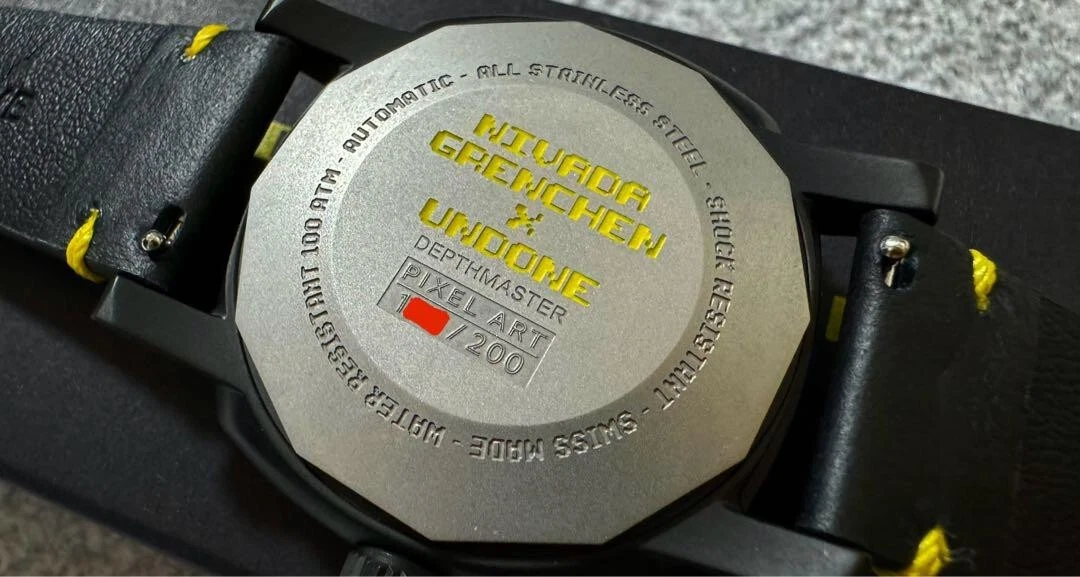 NIVADA
GRENCHEN
X
UNDONE
DEPTHMASTER
PIXEL ART
1 /200
AUTOMATIC - ALL STAINLESS STEEL - SHOCK RESISTANT - SWISS MADE - WATER RESISTANT 100 ATM -